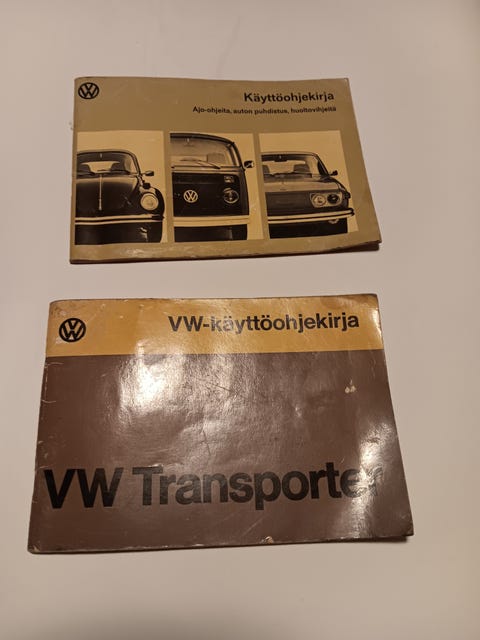 Käyttöohjekirja
Ajo-ohjeita, auton puhdistus, huoltovihjeitä
VW-käyttöohjekirja
VW Transporter